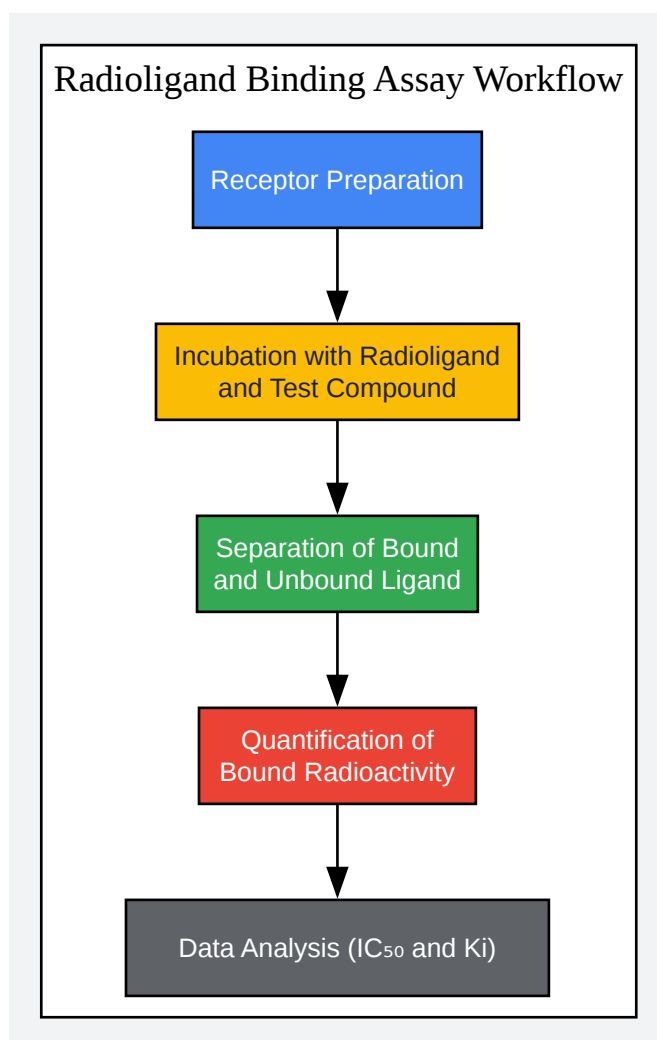 Radioligand Binding Assay Workflow
Receptor Preparation
Incubation with Radioligand
and Test Compound
Separation of Bound
and Unbound Ligand
Quantification of
Bound Radioactivity
Data Analysis (IC₅₀ and Ki)